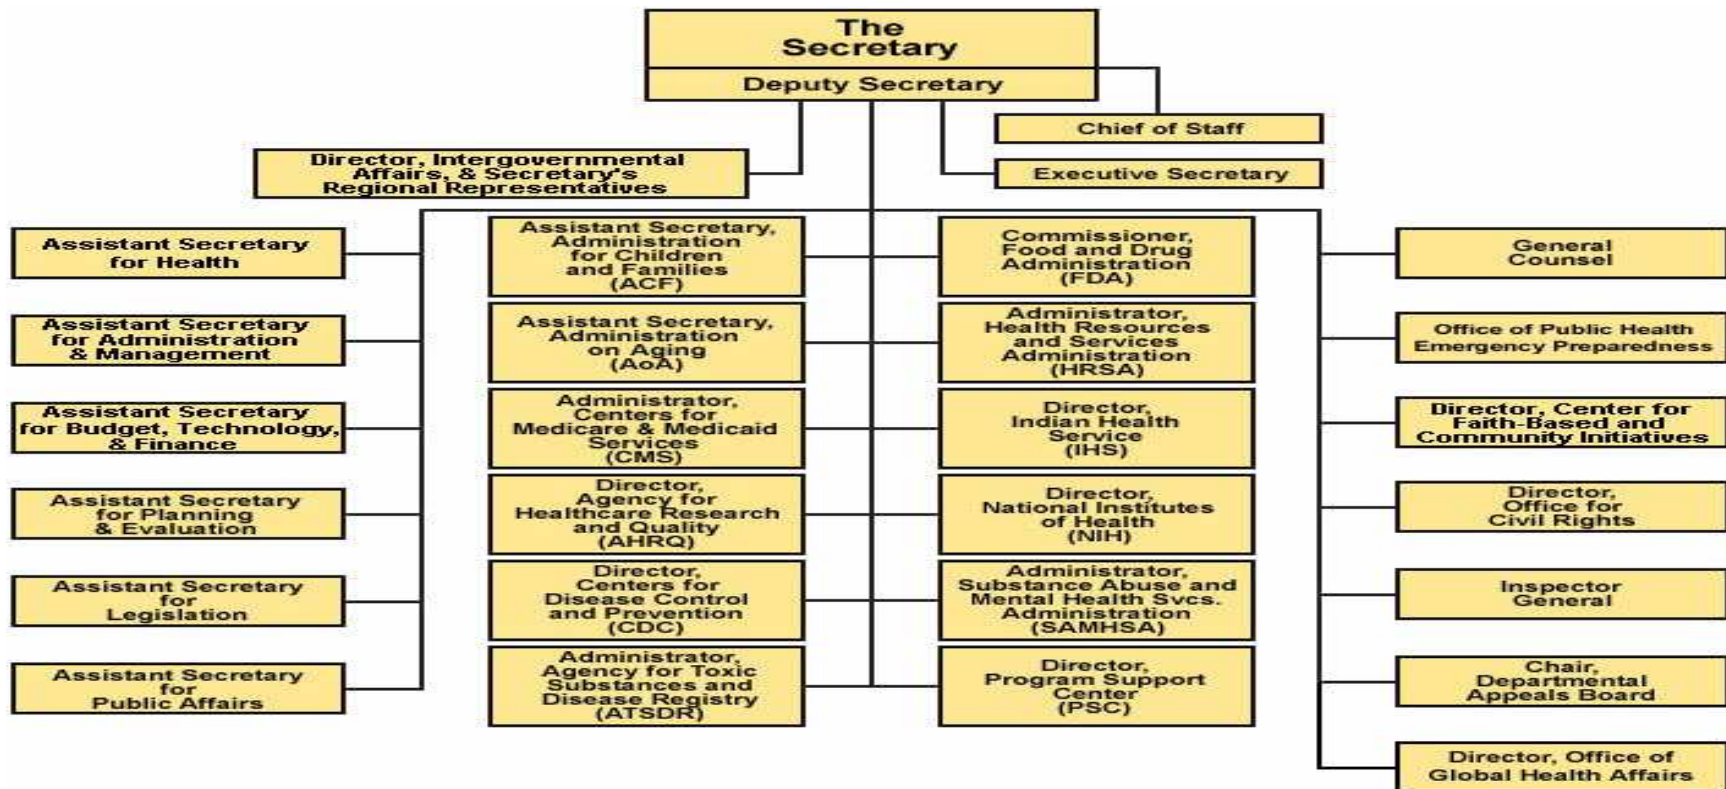 The
Secretary
Deputy Secretary
Chief of Staff
Director, Intergovernmental
Affairs, & Secretary's
Regional Representatives
Executive Secretary
Assistant Secretary
for Health
Assistant Secretary
for Administration
& Management
Assistant Secretary
for Budget, Technology,
& Finance
Assistant Secretary
for Planning
& Evaluation
Assistant Secretary
for
Legislation
Assistant Secretary
for
Public Affairs
Assistant Secretary,
Administration
for Children
and Families
(ACF)
Assistant Secretary,
Administration
on Aging
(AoA)
Administrator,
Centers for
Medicare & Medicaid
Services
(CMS)
Director,
Agency for
Healthcare Research
and Quality
(AHRQ)
Director,
Centers for
Disease Control
and Prevention
(CDC)
Administrator,
Agency for Toxic
Substances and
Disease Registry
(ATSDR)
Commissioner,
Food and Drug
Administration
(FDA)
Administrator,
Health Resources
and Services
Administration
(HRSA)
Director,
Indian Health
Service
(IHS)
Director,
National Institutes
of Health
(NIH)
Administrator,
Substance Abuse and
Mental Health Svcs.
Administration
(SAMHSA)
Director,
Program Support
Center
(PSC)
General
Counsel
Office of Public Health
Emergency Preparedness
Director, Center for
Faith-Based and
Community Initiatives
Director,
Office for
Civil Rights
Inspector
General
Chair,
Departmental
Appeals Board
Director, Office of
Global Health Affairs